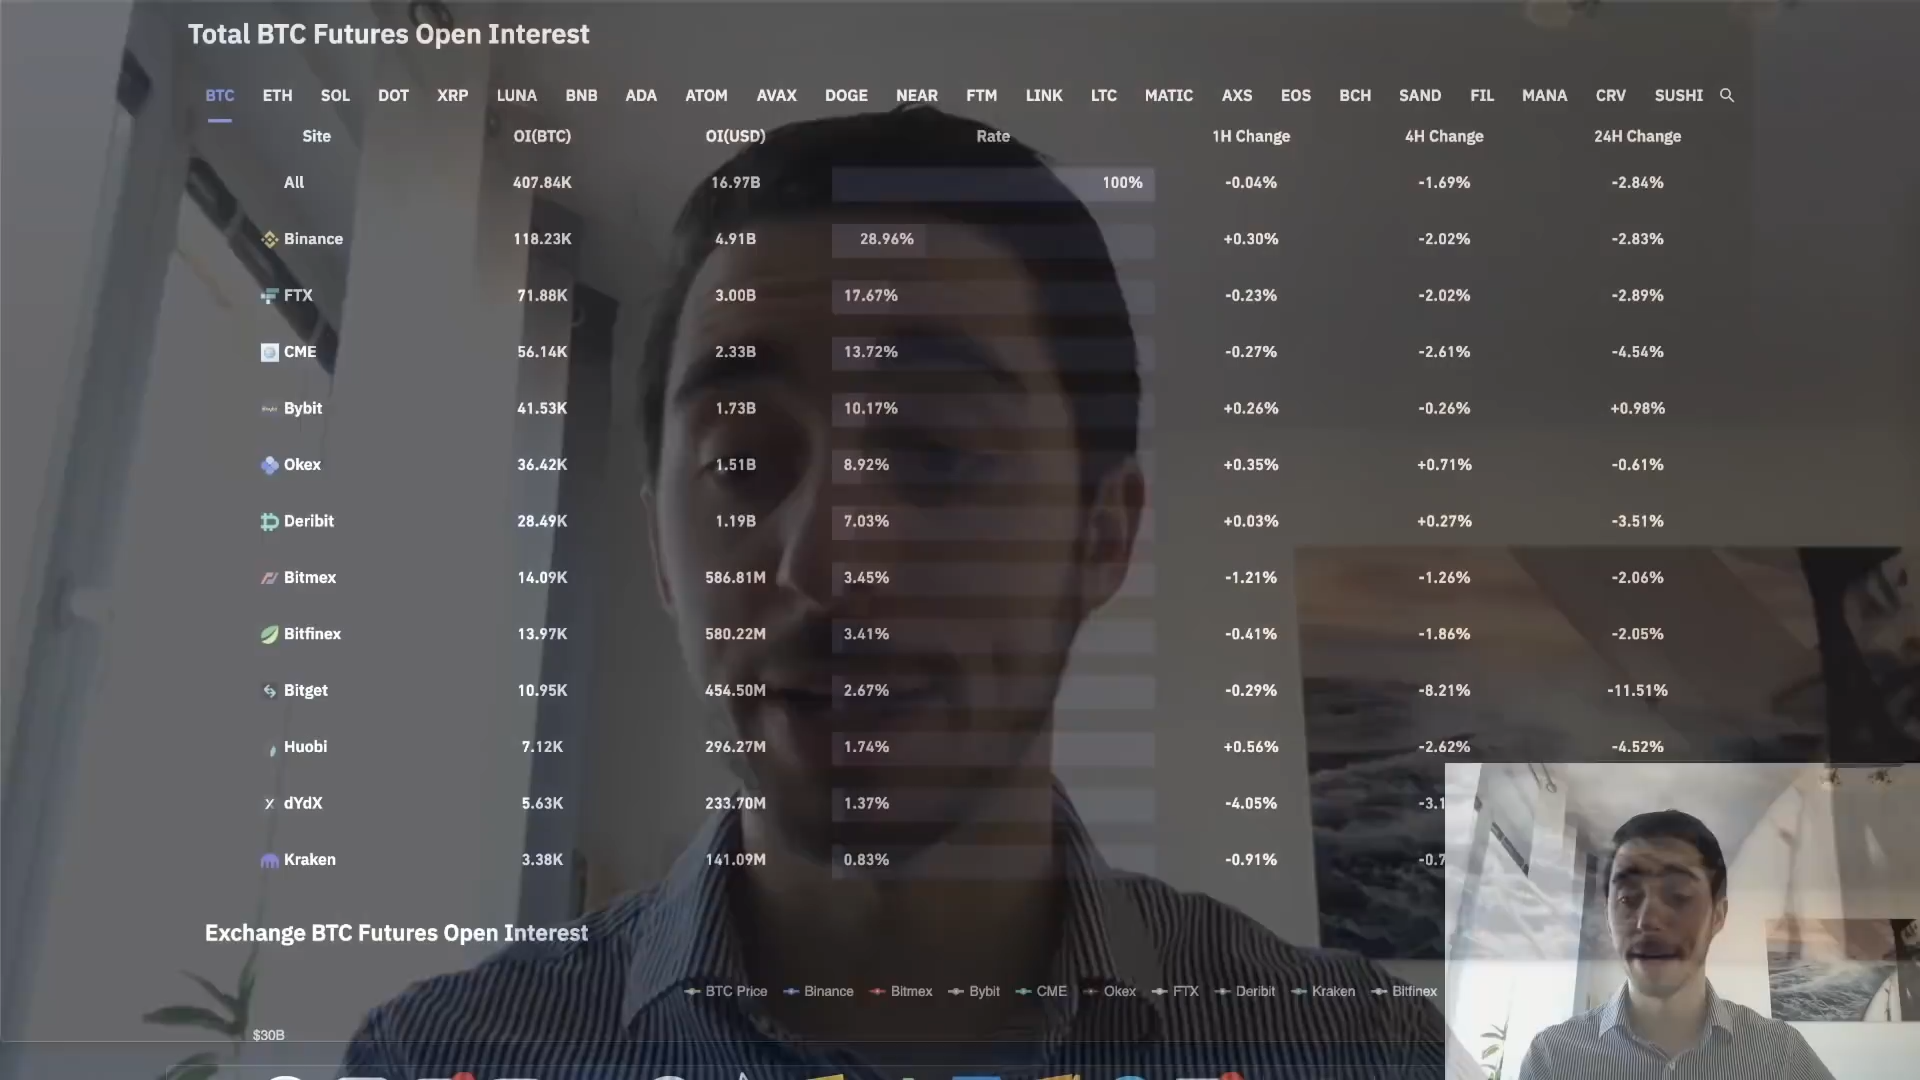 Total BTC Futures Open Interest
BTC ETH SOL DOT XRP LUNA BNB ADA ATOM AVAX DOGE NEAR FTM LINK LTC MATIC AXS EOS BCH SAND FIL MANA CRV SUSHI
Site OI(BTC) OI(USD) Rate 1H Change 4H Change 24H Change
All 407.84K 16.97B 100% -0.04% -1.69% -2.84%
Binance 118.23K 4.91B 28.96% +0.30% -2.02% -2.83%
FTX 71.88K 3.00B 17.67% -0.23% -2.02% -2.89%
CME 56.14K 2.33B 13.72% -0.27% -2.61% -4.54%
Bybit 41.53K 1.73B 10.17% +0.26% -0.26% +0.98%
Okex 36.42K 1.51B 8.92% +0.35% +0.71% -0.61%
Deribit 28.49K 1.19B 7.03% +0.03% +0.27% -3.51%
Bitmex 14.09K 586.81M 3.45% -1.21% -1.26% -2.06%
Bitfinex 13.97K 580.22M 3.41% -0.41% -1.86% -2.05%
Bitget 10.95K 454.50M 2.67% -0.29% -8.21% -11.51%
Huobi 7.12K 296.27M 1.74% +0.56% -2.62% -4.52%
dYdX 5.63K 233.70M 1.37% -4.05% -3.1
Kraken 3.38K 141.09M 0.83% -0.91% -0.7
Exchange BTC Futures Open Interest
BTC Price Binance Bitmex Bybit CME Okex FTX Deribit Kraken Bitfinex
$30B